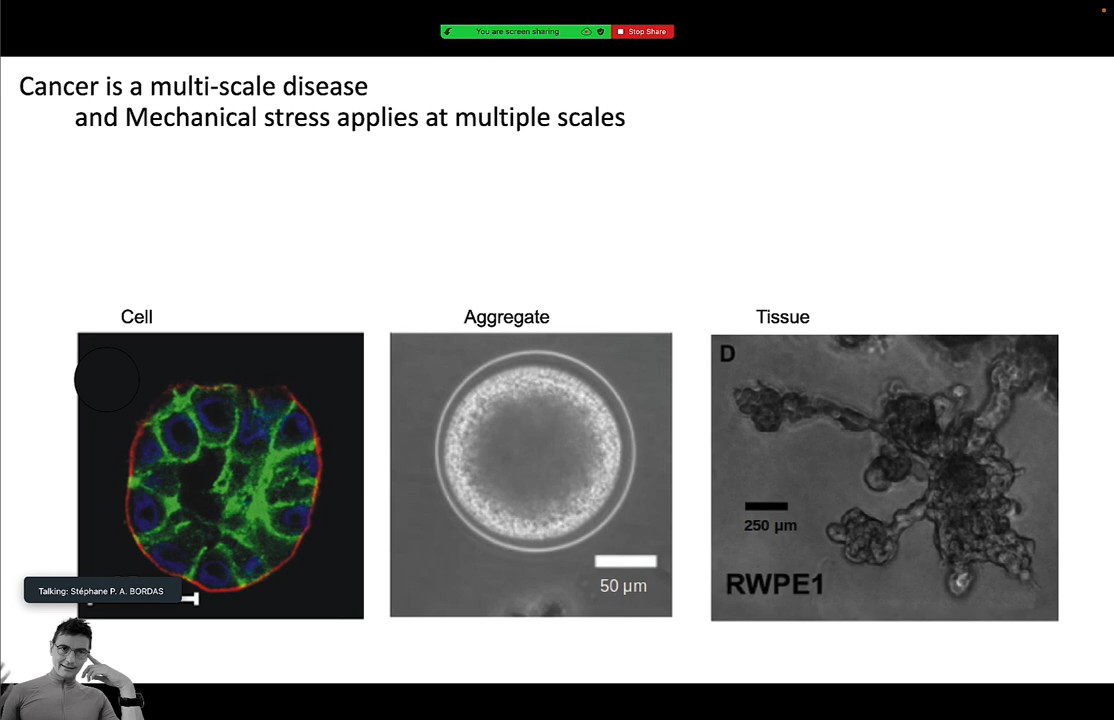 You are screen sharing
Stop Share
Cancer is a multi-scale disease
and Mechanical stress applies at multiple scales
Cell
Aggregate
Tissue
D
250 µm
50 µm
RWPE1
Talking: Stéphane P. A. BORDAS